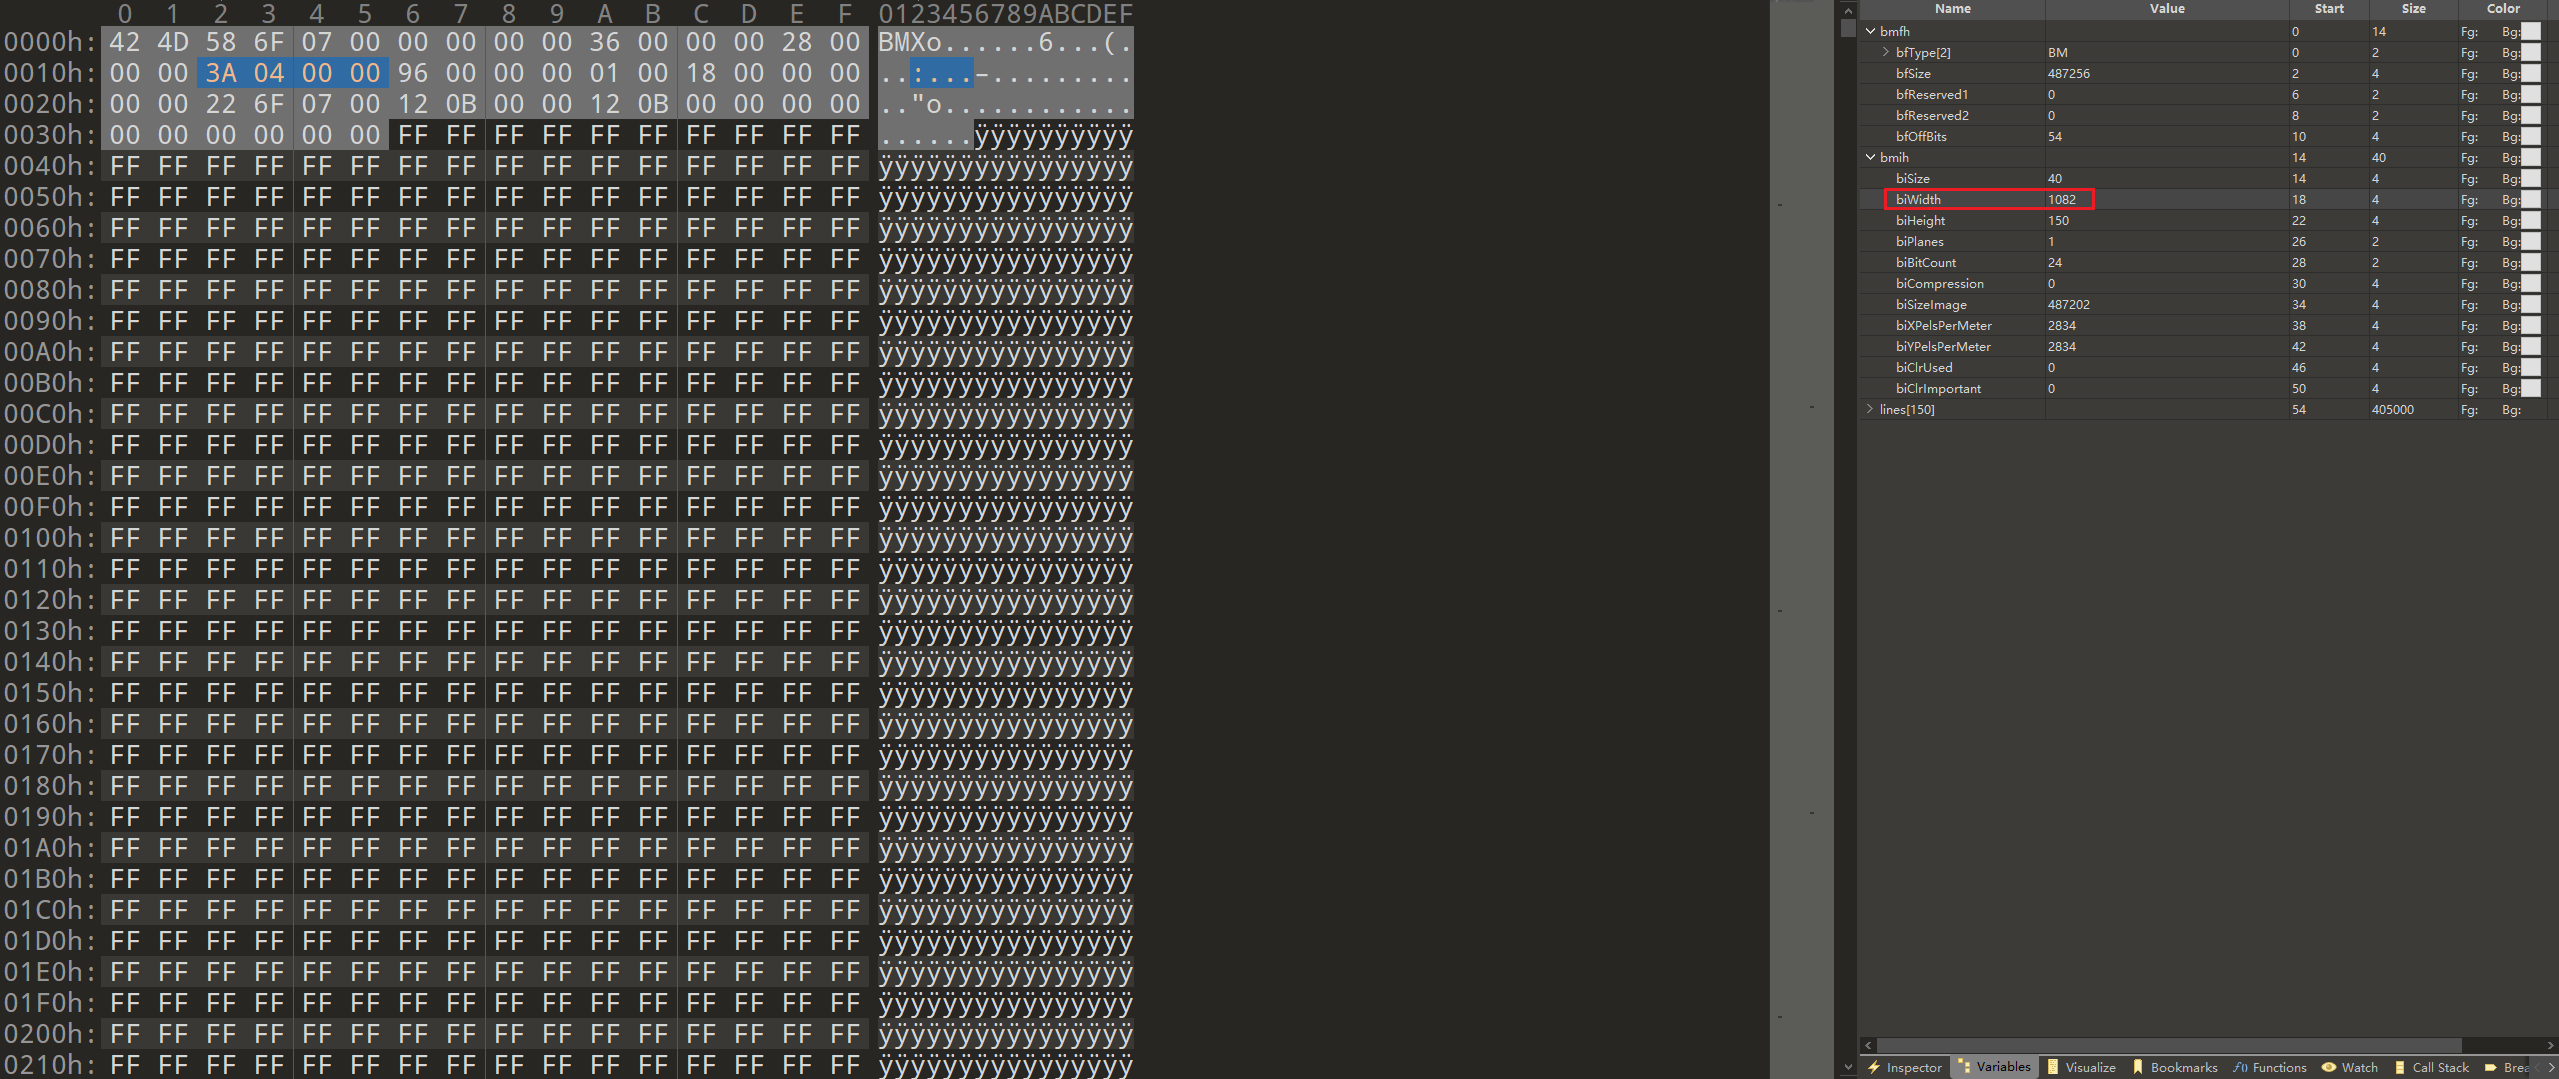 0 1 2 3 4 5 6 7 8 9 A B C D E F 0123456789ABCDEF
0000h: 42 4D 58 6F 07 00 00 00 00 00 36 00 00 00 28 00 BMXo......6...(.
0010h: 00 00 3A 04 00 00 96 00 00 00 01 00 18 00 00 00 ..:...–.........
0020h: 00 00 22 6F 07 00 12 0B 00 00 12 0B 00 00 00 00 .."o............
0030h: 00 00 00 00 00 00 FF FF FF FF FF FF FF FF FF FF ......ÿÿÿÿÿÿÿÿÿÿ
0040h: FF FF FF FF FF FF FF FF FF FF FF FF FF FF FF FF ÿÿÿÿÿÿÿÿÿÿÿÿÿÿÿÿ
0050h: FF FF FF FF FF FF FF FF FF FF FF FF FF FF FF FF ÿÿÿÿÿÿÿÿÿÿÿÿÿÿÿÿ
0060h: FF FF FF FF FF FF FF FF FF FF FF FF FF FF FF FF ÿÿÿÿÿÿÿÿÿÿÿÿÿÿÿÿ
0070h: FF FF FF FF FF FF FF FF FF FF FF FF FF FF FF FF ÿÿÿÿÿÿÿÿÿÿÿÿÿÿÿÿ
0080h: FF FF FF FF FF FF FF FF FF FF FF FF FF FF FF FF ÿÿÿÿÿÿÿÿÿÿÿÿÿÿÿÿ
0090h: FF FF FF FF FF FF FF FF FF FF FF FF FF FF FF FF ÿÿÿÿÿÿÿÿÿÿÿÿÿÿÿÿ
00A0h: FF FF FF FF FF FF FF FF FF FF FF FF FF FF FF FF ÿÿÿÿÿÿÿÿÿÿÿÿÿÿÿÿ
00B0h: FF FF FF FF FF FF FF FF FF FF FF FF FF FF FF FF ÿÿÿÿÿÿÿÿÿÿÿÿÿÿÿÿ
00C0h: FF FF FF FF FF FF FF FF FF FF FF FF FF FF FF FF ÿÿÿÿÿÿÿÿÿÿÿÿÿÿÿÿ
00D0h: FF FF FF FF FF FF FF FF FF FF FF FF FF FF FF FF ÿÿÿÿÿÿÿÿÿÿÿÿÿÿÿÿ
00E0h: FF FF FF FF FF FF FF FF FF FF FF FF FF FF FF FF ÿÿÿÿÿÿÿÿÿÿÿÿÿÿÿÿ
00F0h: FF FF FF FF FF FF FF FF FF FF FF FF FF FF FF FF ÿÿÿÿÿÿÿÿÿÿÿÿÿÿÿÿ
0100h: FF FF FF FF FF FF FF FF FF FF FF FF FF FF FF FF ÿÿÿÿÿÿÿÿÿÿÿÿÿÿÿÿ
0110h: FF FF FF FF FF FF FF FF FF FF FF FF FF FF FF FF ÿÿÿÿÿÿÿÿÿÿÿÿÿÿÿÿ
0120h: FF FF FF FF FF FF FF FF FF FF FF FF FF FF FF FF ÿÿÿÿÿÿÿÿÿÿÿÿÿÿÿÿ
0130h: FF FF FF FF FF FF FF FF FF FF FF FF FF FF FF FF ÿÿÿÿÿÿÿÿÿÿÿÿÿÿÿÿ
0140h: FF FF FF FF FF FF FF FF FF FF FF FF FF FF FF FF ÿÿÿÿÿÿÿÿÿÿÿÿÿÿÿÿ
0150h: FF FF FF FF FF FF FF FF FF FF FF FF FF FF FF FF ÿÿÿÿÿÿÿÿÿÿÿÿÿÿÿÿ
0160h: FF FF FF FF FF FF FF FF FF FF FF FF FF FF FF FF ÿÿÿÿÿÿÿÿÿÿÿÿÿÿÿÿ
0170h: FF FF FF FF FF FF FF FF FF FF FF FF FF FF FF FF ÿÿÿÿÿÿÿÿÿÿÿÿÿÿÿÿ
0180h: FF FF FF FF FF FF FF FF FF FF FF FF FF FF FF FF ÿÿÿÿÿÿÿÿÿÿÿÿÿÿÿÿ
0190h: FF FF FF FF FF FF FF FF FF FF FF FF FF FF FF FF ÿÿÿÿÿÿÿÿÿÿÿÿÿÿÿÿ
01A0h: FF FF FF FF FF FF FF FF FF FF FF FF FF FF FF FF ÿÿÿÿÿÿÿÿÿÿÿÿÿÿÿÿ
01B0h: FF FF FF FF FF FF FF FF FF FF FF FF FF FF FF FF ÿÿÿÿÿÿÿÿÿÿÿÿÿÿÿÿ
01C0h: FF FF FF FF FF FF FF FF FF FF FF FF FF FF FF FF ÿÿÿÿÿÿÿÿÿÿÿÿÿÿÿÿ
01D0h: FF FF FF FF FF FF FF FF FF FF FF FF FF FF FF FF ÿÿÿÿÿÿÿÿÿÿÿÿÿÿÿÿ
01E0h: FF FF FF FF FF FF FF FF FF FF FF FF FF FF FF FF ÿÿÿÿÿÿÿÿÿÿÿÿÿÿÿÿ
01F0h: FF FF FF FF FF FF FF FF FF FF FF FF FF FF FF FF ÿÿÿÿÿÿÿÿÿÿÿÿÿÿÿÿ
0200h: FF FF FF FF FF FF FF FF FF FF FF FF FF FF FF FF ÿÿÿÿÿÿÿÿÿÿÿÿÿÿÿÿ
0210h: FF FF FF FF FF FF FF FF FF FF FF FF FF FF FF FF ÿÿÿÿÿÿÿÿÿÿÿÿÿÿÿÿ
Name Value Start Size Color
bmfh 0 14 Fg: Bg:
bfType[2] BM 0 2 Fg: Bg:
bfSize 487256 2 4 Fg: Bg:
bfReserved1 0 6 2 Fg: Bg:
bfReserved2 0 8 2 Fg: Bg:
bfOffBits 54 10 4 Fg: Bg:
bmih 14 40 Fg: Bg:
biSize 40 14 4 Fg: Bg:
biWidth 1082 18 4 Fg: Bg:
biHeight 150 22 4 Fg: Bg:
biPlanes 1 26 2 Fg: Bg:
biBitCount 24 28 2 Fg: Bg:
biCompression 0 30 4 Fg: Bg:
biSizeImage 487202 34 4 Fg: Bg:
biXPelsPerMeter 2834 38 4 Fg: Bg:
biYPelsPerMeter 2834 42 4 Fg: Bg:
biClrUsed 0 46 4 Fg: Bg:
biClrImportant 0 50 4 Fg: Bg:
lines[150] 54 405000 Fg: Bg:
Inspector Variables Visualize Bookmarks f() Functions Watch Call Stack Brea